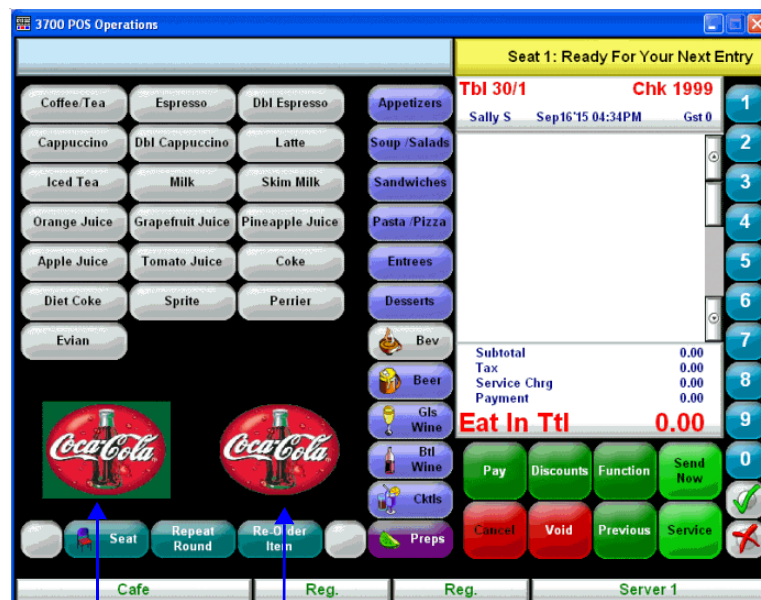 3700 POS Operations
Seat 1: Ready For Your Next Entry
Tbl 30/1 Chk 1999
Sally S Sep16'15 04:34PM Gst 0
Coffee/Tea Espresso Dbl Espresso Appetizers 1
Cappuccino Dbl Cappuccino Latte Soup /Salads 2
Iced Tea Milk Skim Milk Sandwiches 3
Orange Juice Grapefruit Juice Pineapple Juice Pasta /Pizza 4
Apple Juice Tomato Juice Coke Entrees 5
Diet Coke Sprite Perrier Desserts 6
Evian Bev 7
Subtotal 0.00
Tax 0.00
Service Chrg 0.00
Payment 0.00
Eat In Ttl 0.00
Beer 8
Gls
Wine 9
Coca-Cola Coca-Cola
Btl
Wine 0
Cktls
Pay Discounts Function Send
Now
Seat Repeat
Round Re-Order
Item Preps
Cancel Void Previous Service
Cafe Reg. Reg. Server 1